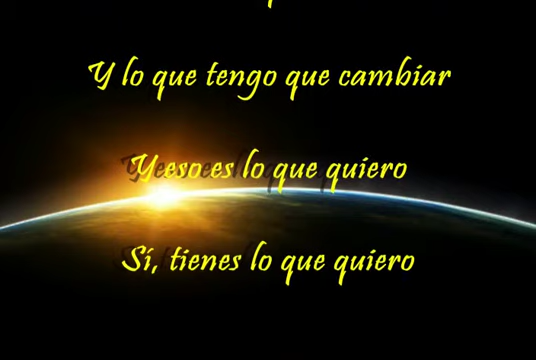 Y lo que tengo que cambiar
Y eso es lo que quiero
Sí, tienes lo que quiero